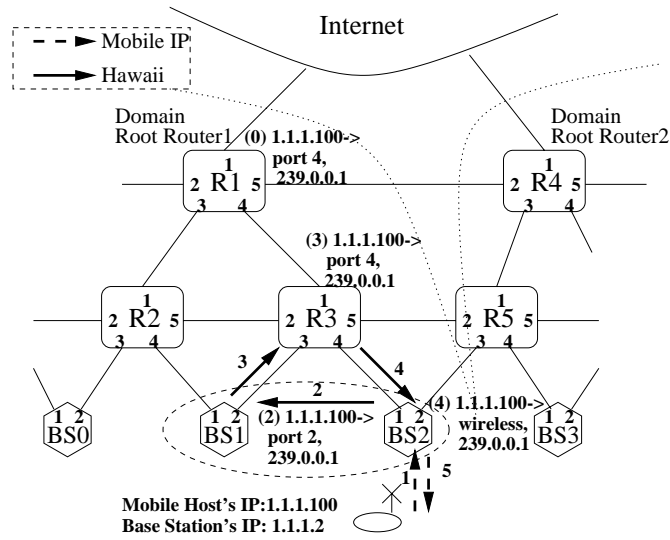 Internet
Mobile IP
Hawaii
Domain
Root Router1
Domain
Root Router2
(0) 1.1.1.100->
port 4,
239.0.0.1
1
2 R1 5
3 4
1
2 R4 5
3 4
(3) 1.1.1.100->
port 4,
239.0.0.1
1
2 R2 5
3 4
1
2 R3 5
3 4
1
2 R5 5
3 4
3
4
2
1 2
BS0
1 2
BS1
(2) 1.1.1.100->
port 2,
239.0.0.1
1 2
BS2
(4) 1.1.1.100->
wireless,
239.0.0.1
1 2
BS3
1
5
Mobile Host's IP:1.1.1.100
Base Station's IP: 1.1.1.2